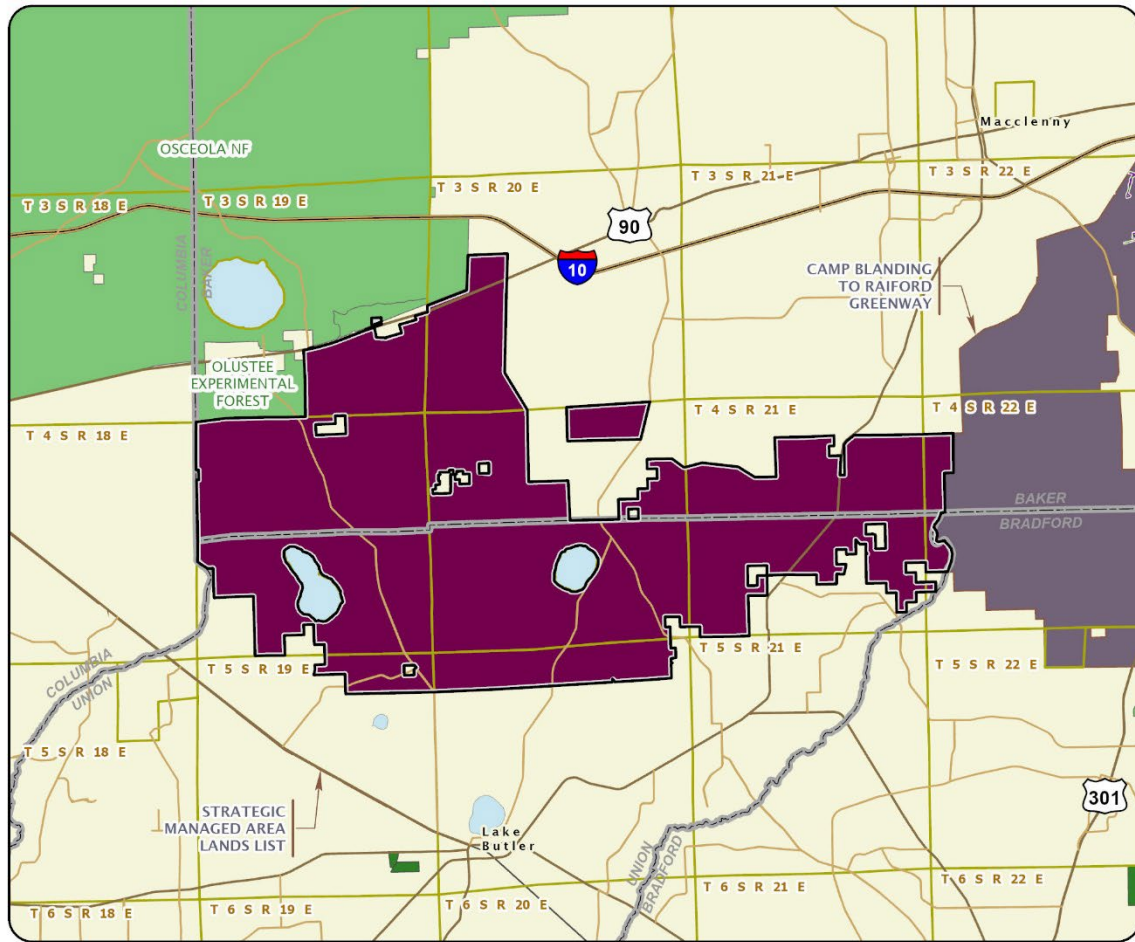 Macclenny
OSCEOLA NF
T 3 S R 18 E
T 3 S R 19 E
T 3 S R 20 E
T 3 S R 21 E
T 3 S R 22 E
90
10
COLUMBIA
BAKER
CAMP BLANDING
TO RAIFORD
GREENWAY
OLUSTEE
EXPERIMENTAL
FOREST
T 4 S R 18 E
T 4 S R 21 E
T 4 S R 22 E
BAKER
BRADFORD
COLUMBIA
UNION
T 5 S R 19 E
T 5 S R 21 E
T 5 S R 22 E
T 5 S R 18 E
STRATEGIC
MANAGED AREA
LANDS LIST
Lake
Butler
301
UNION
BRADFORD
T 6 S R 18 E
T 6 S R 19 E
T 6 S R 20 E
T 6 S R 21 E
T 6 S R 22 E